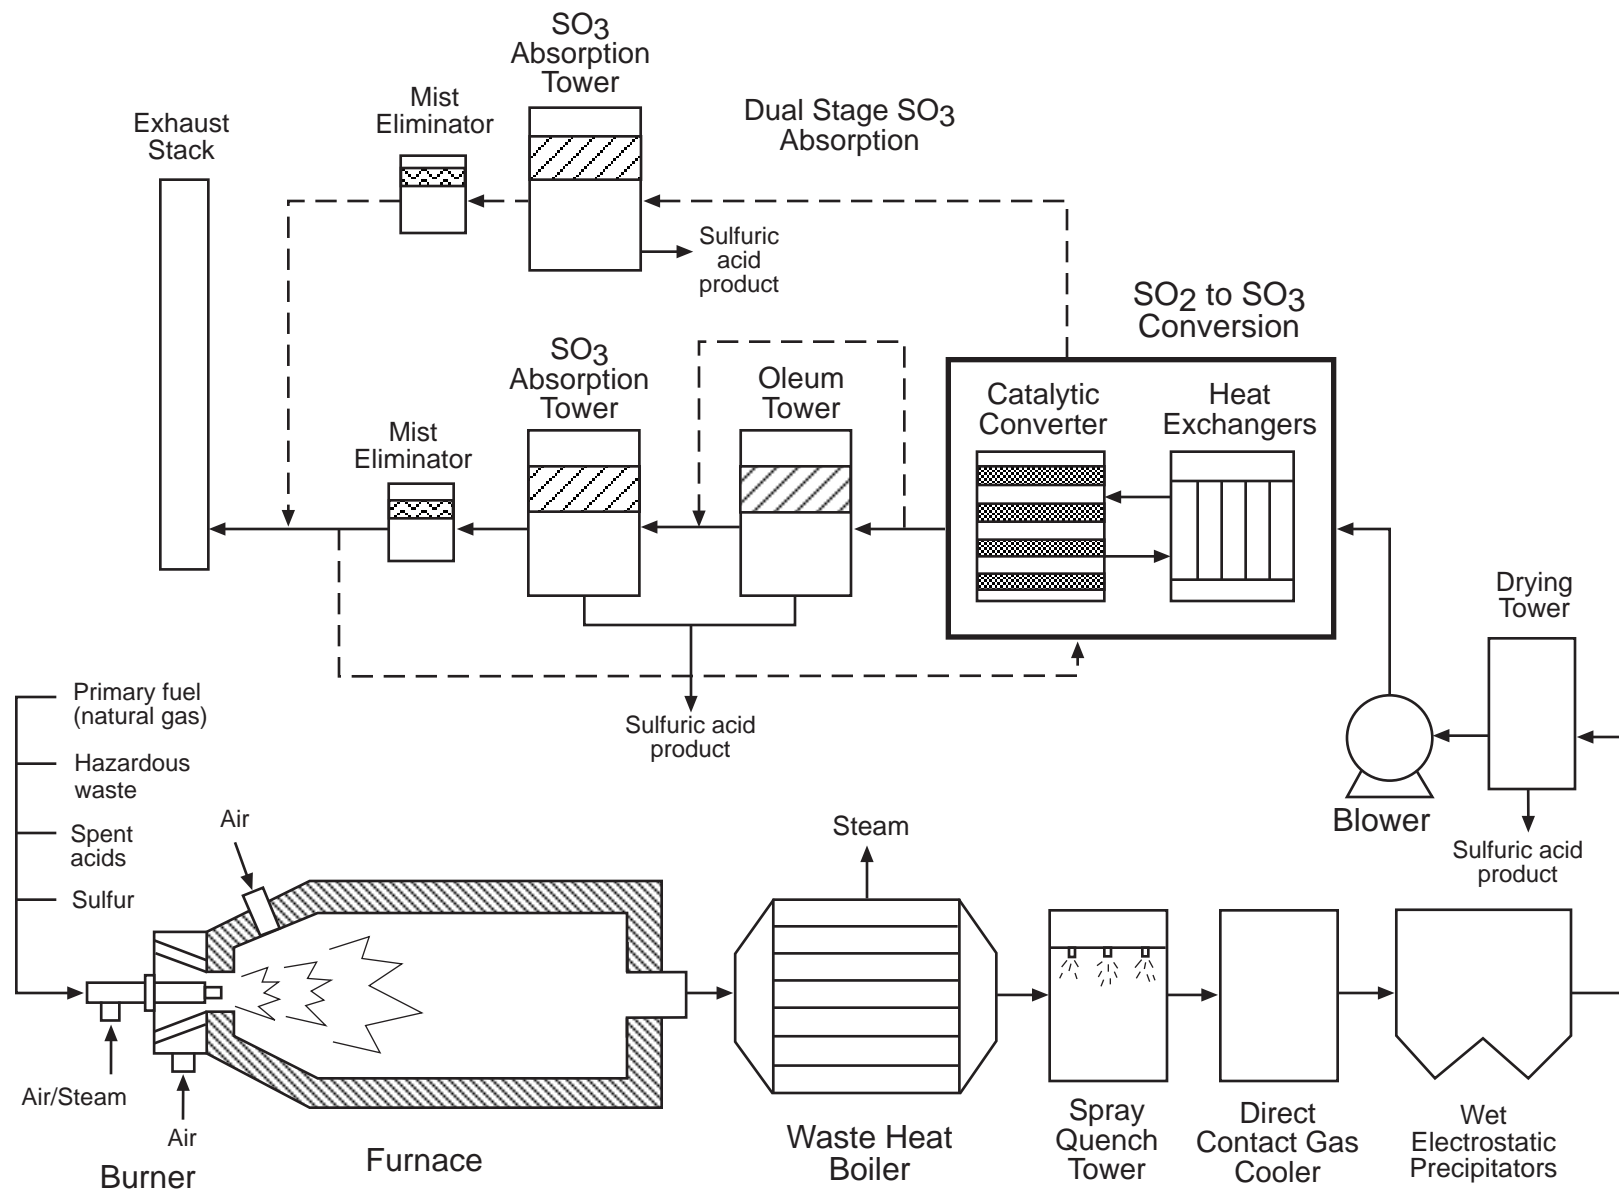 SO3
Absorption
Tower
Mist
Eliminator
Exhaust
Stack
Dual Stage SO3
Absorption
Sulfuric
acid
product
SO2 to SO3
Conversion
SO3
Absorption
Tower
Oleum
Tower
Catalytic
Converter
Heat
Exchangers
Mist
Eliminator
Drying
Tower
Primary fuel
(natural gas)
Sulfuric acid
product
Hazardous
waste
Blower
Air
Spent
acids
Steam
Sulfuric acid
product
Sulfur
Air/Steam
Air
Burner
Furnace
Waste Heat
Boiler
Spray
Quench
Tower
Direct
Contact Gas
Cooler
Wet
Electrostatic
Precipitators